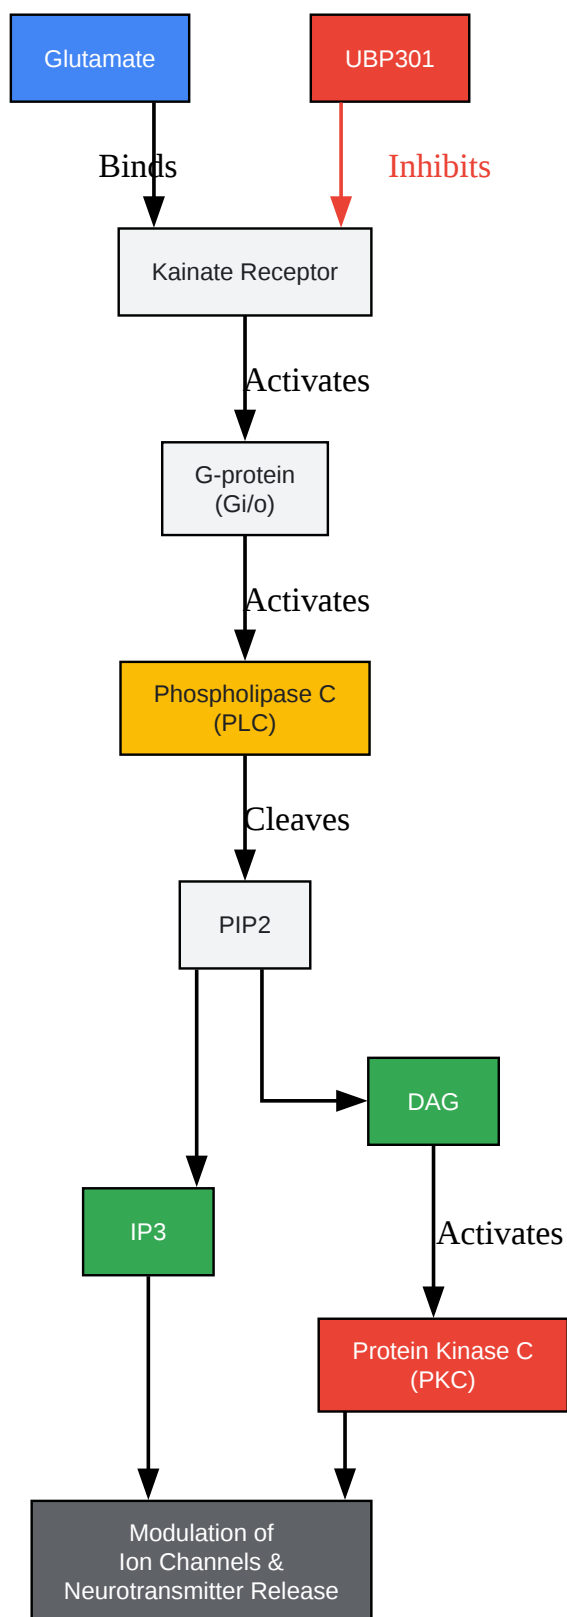 Glutamate
UBP301
Binds
Inhibits
Kainate Receptor
Activates
G-protein
(Gi/o)
Activates
Phospholipase C
(PLC)
Cleaves
PIP2
DAG
IP3
Activates
Protein Kinase C
(PKC)
Modulation of
Ion Channels &
Neurotransmitter Release